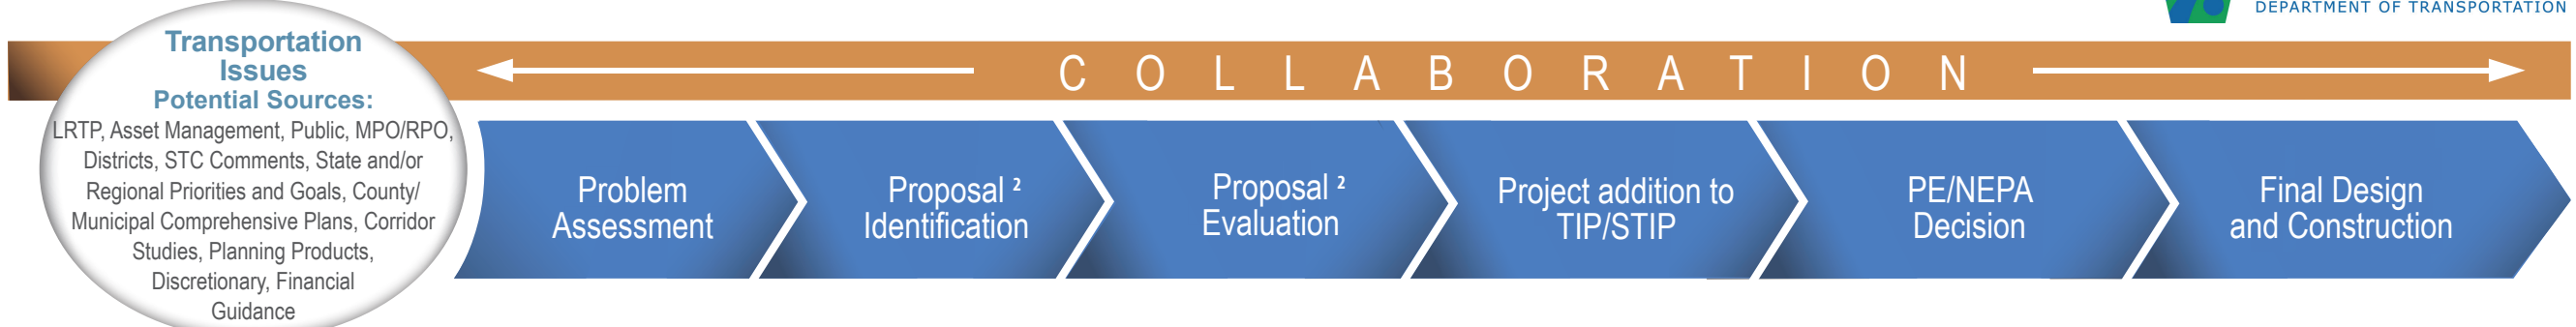 DEPARTMENT OF TRANSPORTATION
Transportation
Issues
Potential Sources:
LRTP, Asset Management, Public, MPO/RPO,
Districts, STC Comments, State and/or
Regional Priorities and Goals, County/
Municipal Comprehensive Plans, Corridor
Studies, Planning Products,
Discretionary, Financial
Guidance
COLLABORATION
Problem
Assessment
Proposal ²
Identification
Proposal ²
Evaluation
Project addition to
TIP/STIP
PE/NEPA
Decision
Final Design
and Construction